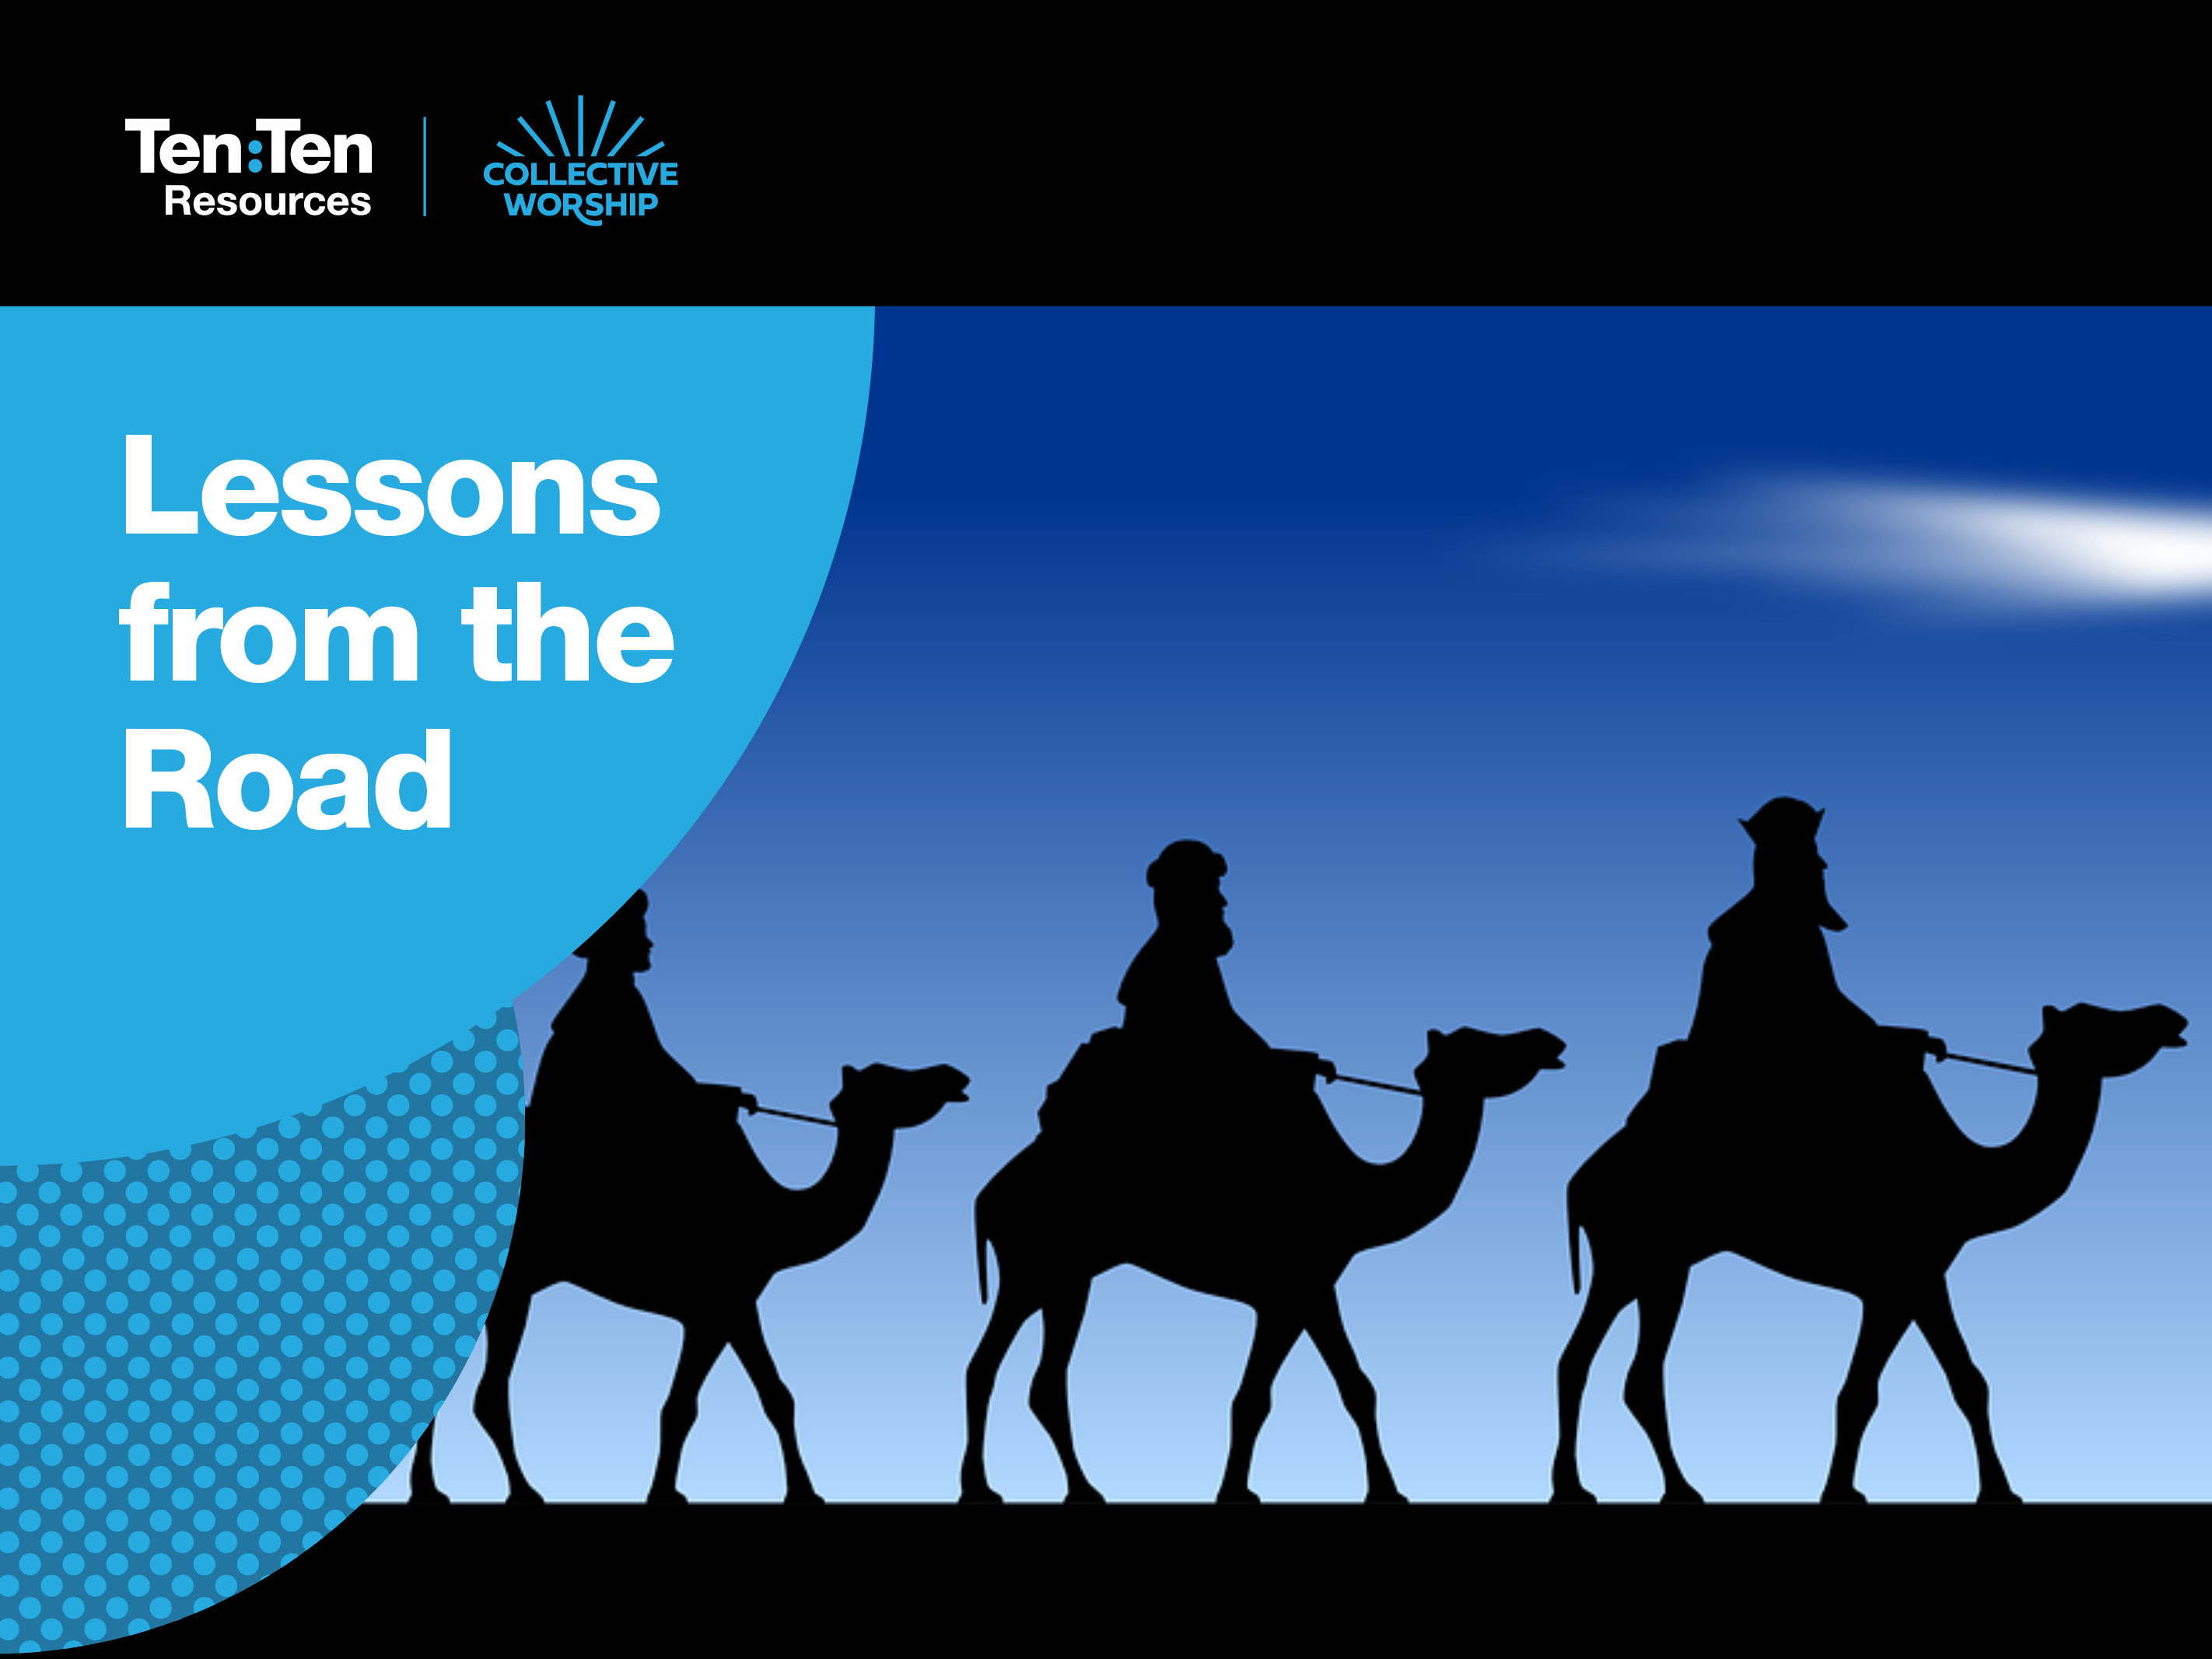 Ten:Ten
Resources
COLLECTIVE
WORSHIP
Lessons
from the
Road